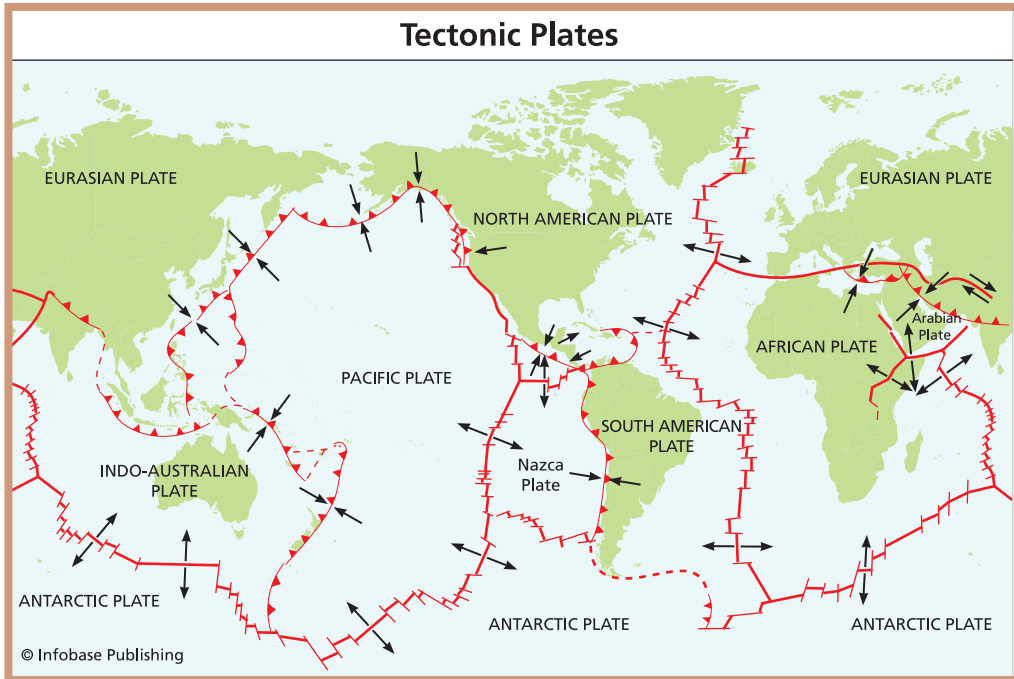 Tectonic Plates
EURASIAN PLATE
EURASIAN PLATE
NORTH AMERICAN PLATE
Arabian
Plate
AFRICAN PLATE
PACIFIC PLATE
SOUTH AMERICAN
PLATE
Nazca
Plate
INDO-AUSTRALIAN
PLATE
ANTARCTIC PLATE
ANTARCTIC PLATE
ANTARCTIC PLATE
© Infobase Publishing